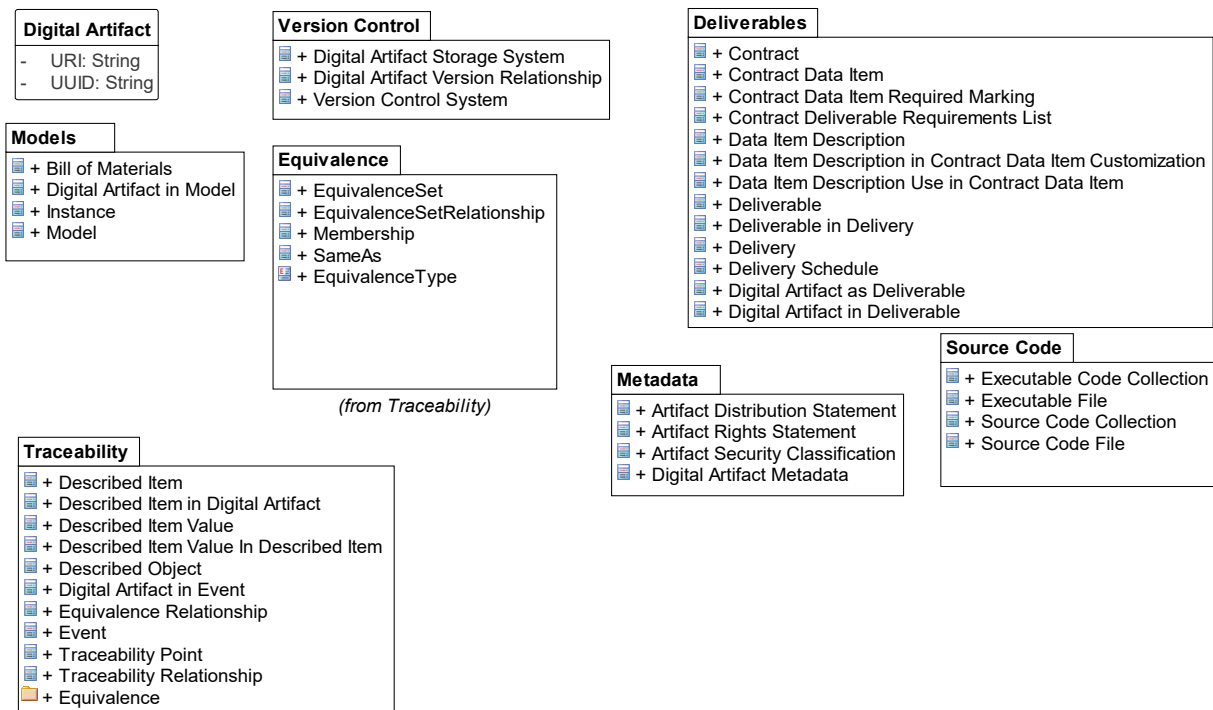 Digital Artifact
- URI: String
- UUID: String
Version Control
+ Digital Artifact Storage System
+ Digital Artifact Version Relationship
+ Version Control System
Deliverables
+ Contract
+ Contract Data Item
+ Contract Data Item Required Marking
+ Contract Deliverable Requirements List
+ Data Item Description
+ Data Item Description in Contract Data Item Customization
+ Data Item Description Use in Contract Data Item
+ Deliverable
+ Deliverable in Delivery
+ Delivery
+ Delivery Schedule
+ Digital Artifact as Deliverable
+ Digital Artifact in Deliverable
Models
+ Bill of Materials
+ Digital Artifact in Model
+ Instance
+ Model
Equivalence
+ EquivalenceSet
+ EquivalenceSetRelationship
+ Membership
+ SameAs
+ EquivalenceType
(from Traceability)
Metadata
+ Artifact Distribution Statement
+ Artifact Rights Statement
+ Artifact Security Classification
+ Digital Artifact Metadata
Source Code
+ Executable Code Collection
+ Executable File
+ Source Code Collection
+ Source Code File
Traceability
+ Described Item
+ Described Item in Digital Artifact
+ Described Item Value
+ Described Item Value In Described Item
+ Described Object
+ Digital Artifact in Event
+ Equivalence Relationship
+ Event
+ Traceability Point
+ Traceability Relationship
+ Equivalence